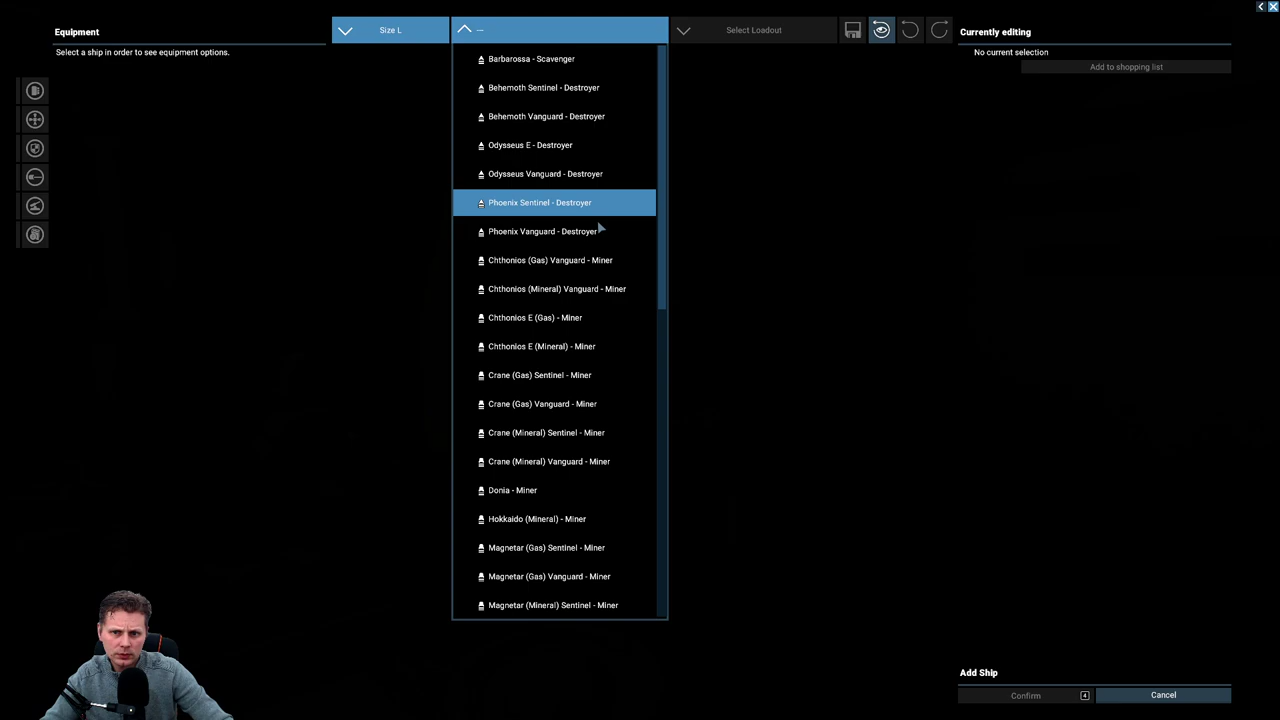 Equipment
Select a ship in order to see equipment options.
Size L
--
Select Loadout
Currently editing
No current selection
Add to shopping list
Barbarossa - Scavenger
Behemoth Sentinel - Destroyer
Behemoth Vanguard - Destroyer
Odysseus E - Destroyer
Odysseus Vanguard - Destroyer
Phoenix Sentinel - Destroyer
Phoenix Vanguard - Destroyer
Chthonios (Gas) Vanguard - Miner
Chthonios (Mineral) Vanguard - Miner
Chthonios E (Gas) - Miner
Chthonios E (Mineral) - Miner
Crane (Gas) Sentinel - Miner
Crane (Gas) Vanguard - Miner
Crane (Mineral) Sentinel - Miner
Crane (Mineral) Vanguard - Miner
Donia - Miner
Hokkaido (Mineral) - Miner
Magnetar (Gas) Sentinel - Miner
Magnetar (Gas) Vanguard - Miner
Magnetar (Mineral) Sentinel - Miner
Add Ship
Confirm 4
Cancel